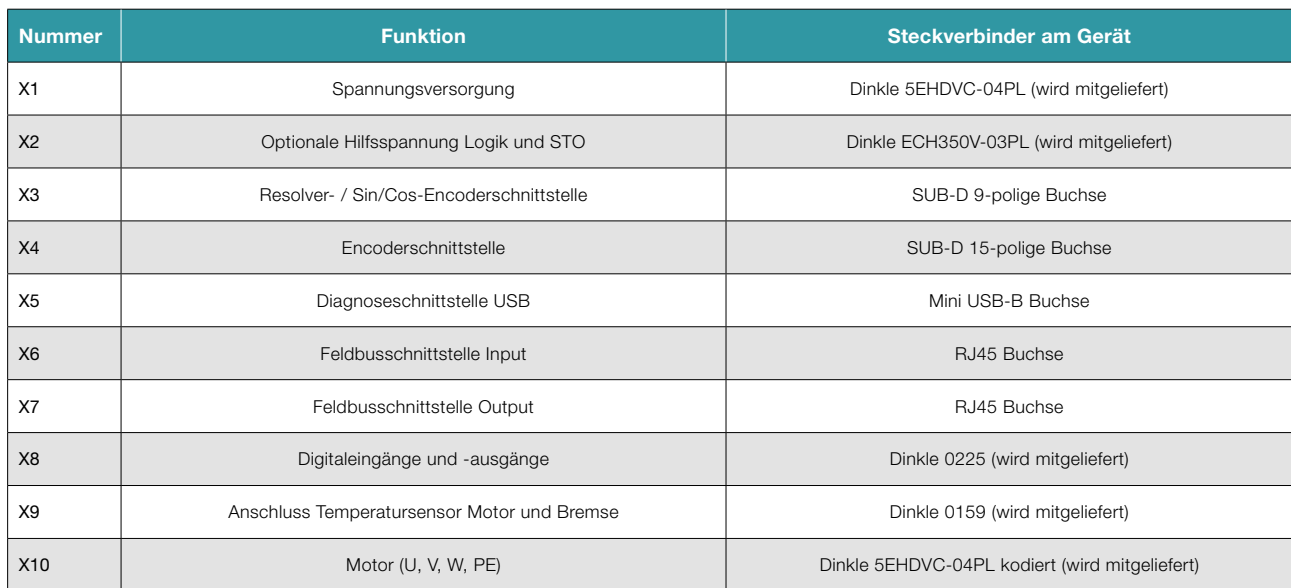 Nummer Funktion Steckverbinder am Gerät
X1 Spannungsversorgung Dinkle 5EHDVC-04PL (wird mitgeliefert)
X2 Optionale Hilfsspannung Logik und STO Dinkle ECH350V-03PL (wird mitgeliefert)
X3 Resolver- / Sin/Cos-Encoderschnittstelle SUB-D 9-polige Buchse
X4 Encoderschnittstelle SUB-D 15-polige Buchse
X5 Diagnoseschnittstelle USB Mini USB-B Buchse
X6 Feldbusschnittstelle Input RJ45 Buchse
X7 Feldbusschnittstelle Output RJ45 Buchse
X8 Digitaleingänge und -ausgänge Dinkle 0225 (wird mitgeliefert)
X9 Anschluss Temperatursensor Motor und Bremse Dinkle 0159 (wird mitgeliefert)
X10 Motor (U, V, W, PE) Dinkle 5EHDVC-04PL kodiert (wird mitgeliefert)